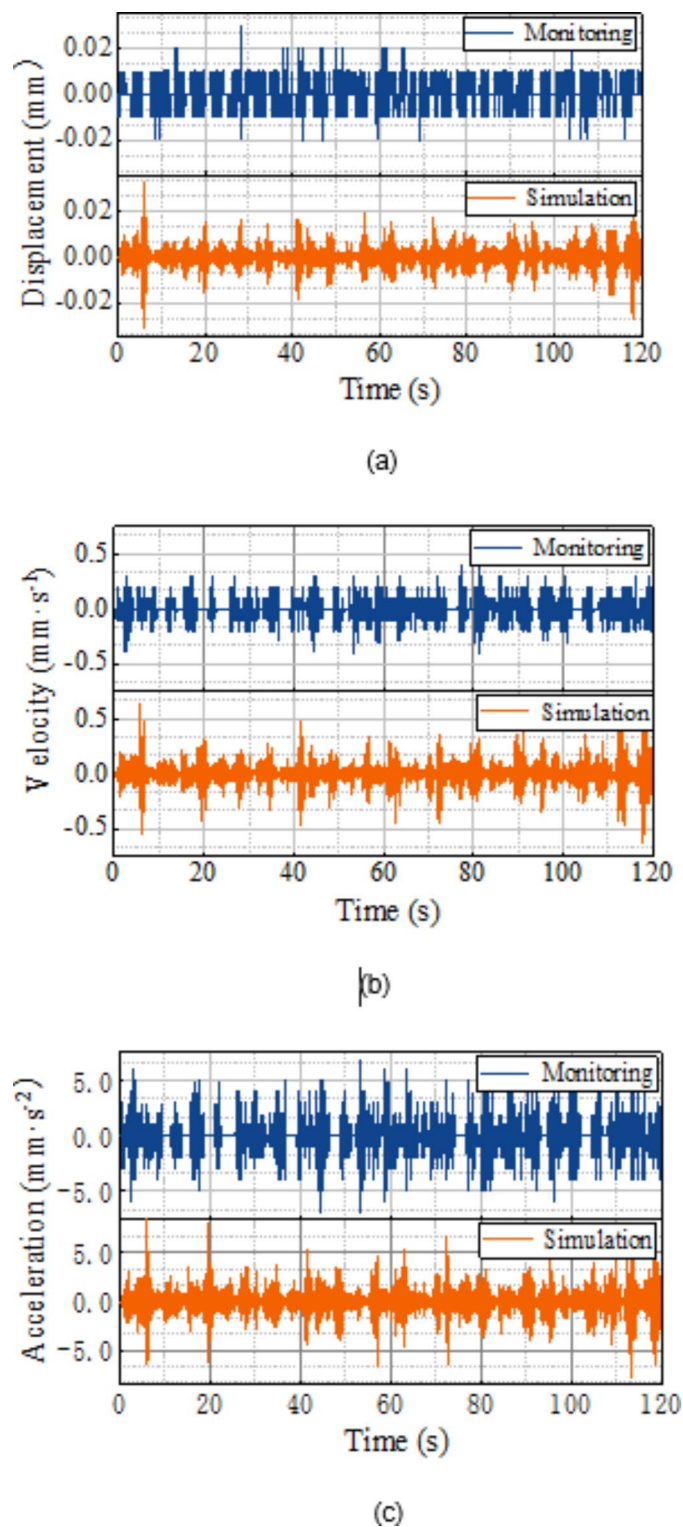 Monitoring
0.02
0.00
-0.02
Simulation
0.02
0.00
-0.02
Displacement (mm)
0 20 40 60 80 100 120
Time (s)
(a)
Monitoring
0.5
0.0
-0.5
Simulation
0.5
0.0
-0.5
Velocity (mm·s⁻¹)
0 20 40 60 80 100 120
Time (s)
(b)
Monitoring
5.0
0.0
-5.0
Simulation
5.0
0.0
-5.0
Acceleration (mm·s⁻²)
0 20 40 60 80 100 120
Time (s)
(c)